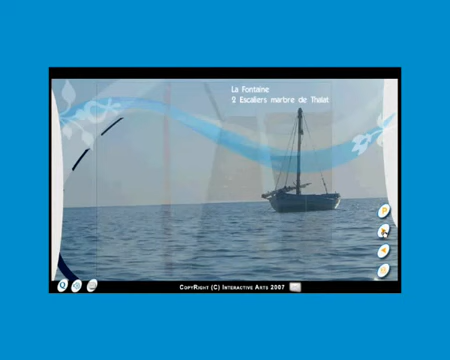 La Fontaine
2 Escaliers marbre de Thalat
CopyRight (C) Interactive Arts 2007